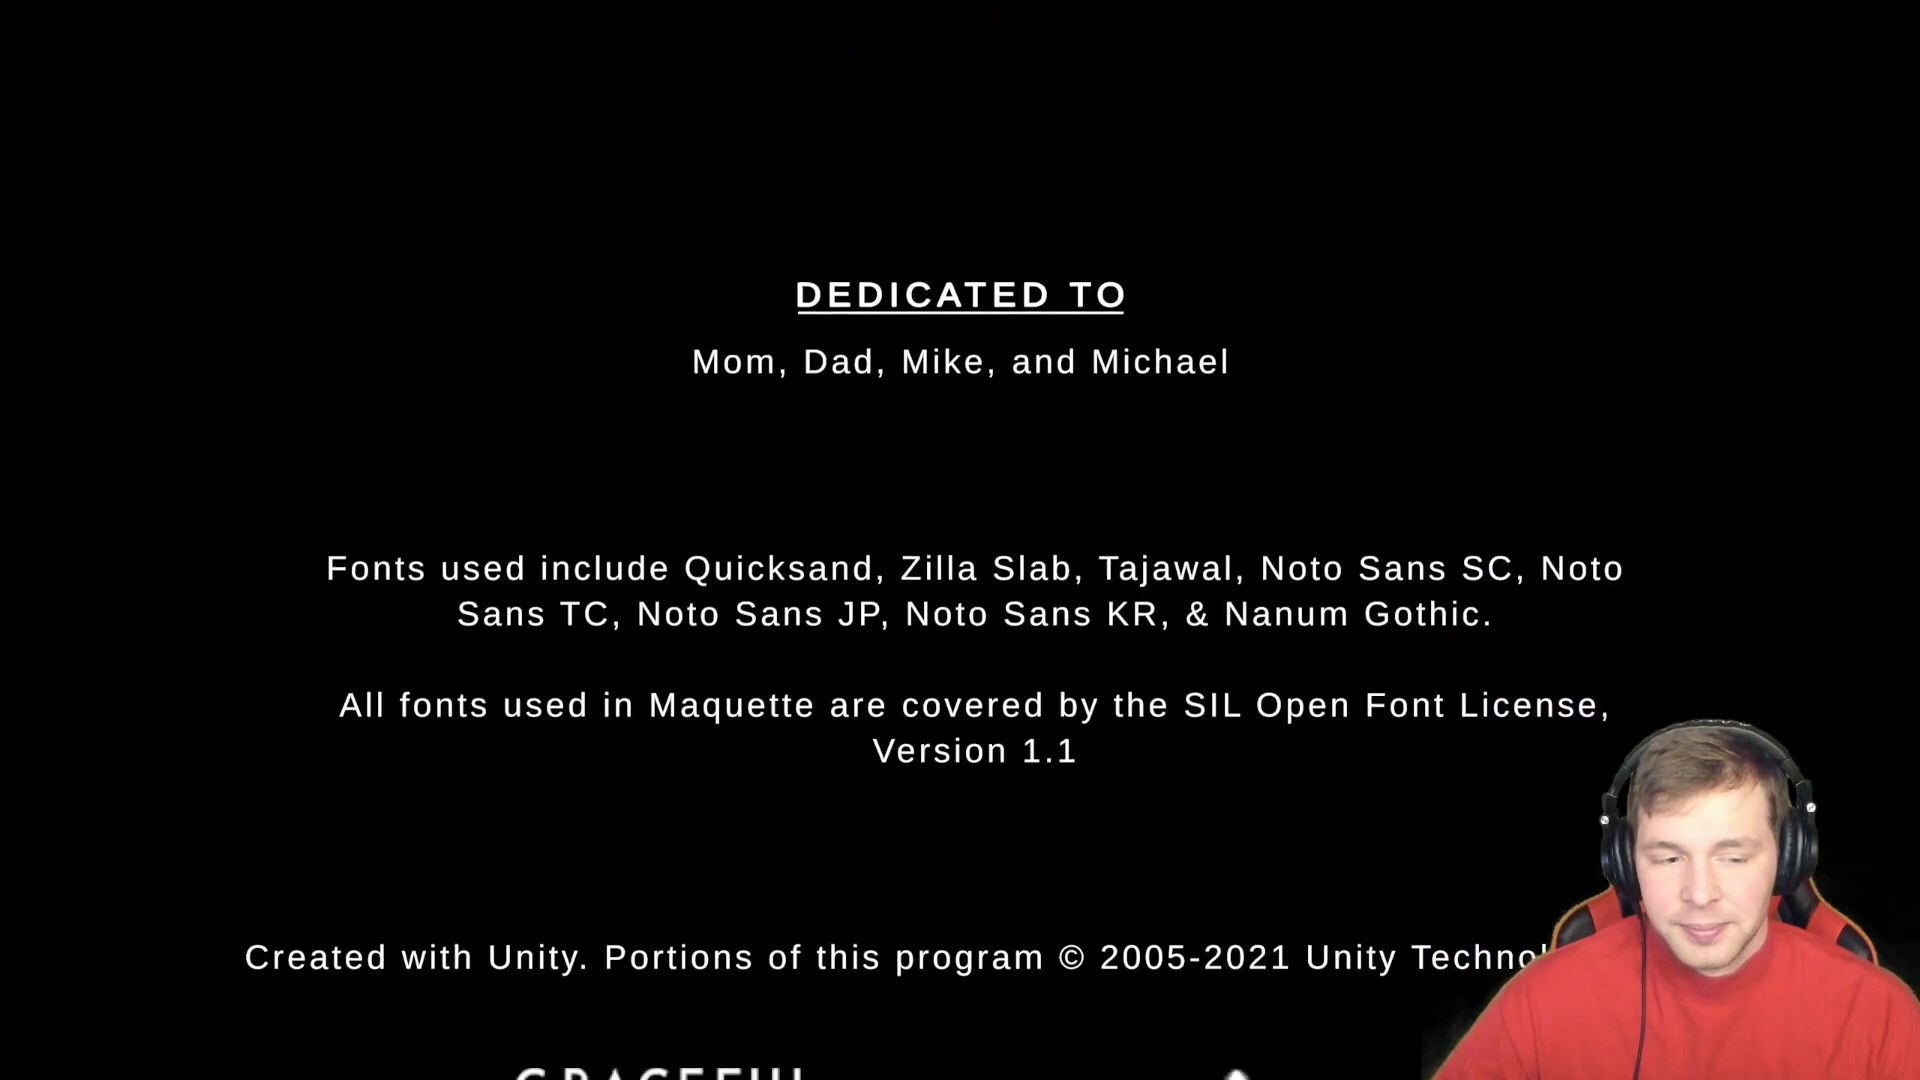 DEDICATED TO
Mom, Dad, Mike, and Michael
Fonts used include Quicksand, Zilla Slab, Tajawal, Noto Sans SC, Noto
Sans TC, Noto Sans JP, Noto Sans KR, & Nanum Gothic.
All fonts used in Maquette are covered by the SIL Open Font License,
Version 1.1
Created with Unity. Portions of this program © 2005-2021 Unity